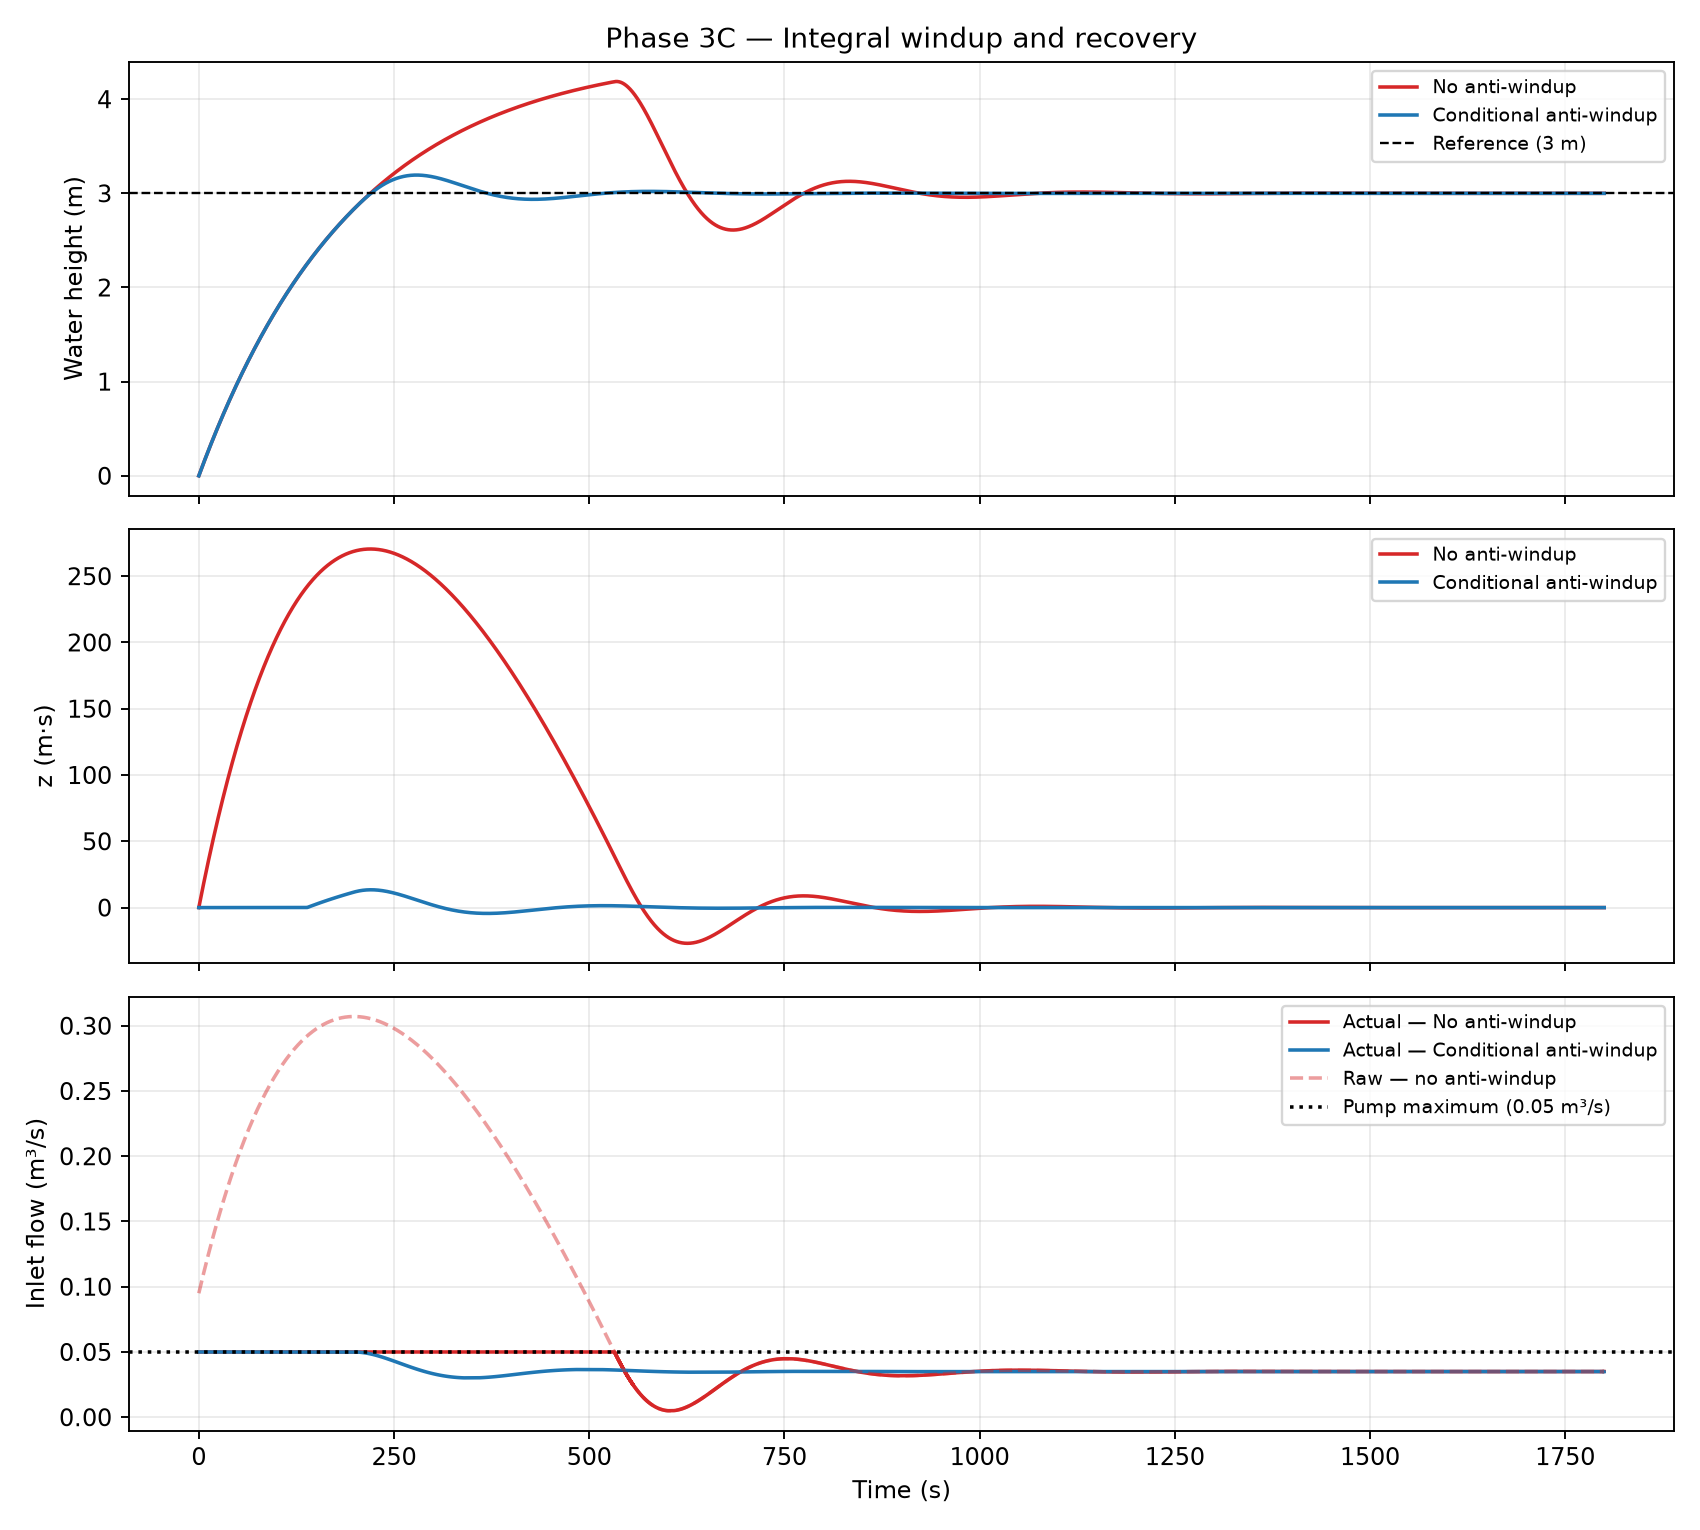 Phase 3C — Integral windup and recovery
Water height (m)
4
3
2
1
0
No anti-windup
Conditional anti-windup
Reference (3 m)
z (m·s)
250
200
150
100
50
0
No anti-windup
Conditional anti-windup
Inlet flow (m³/s)
0.30
0.25
0.20
0.15
0.10
0.05
0.00
Actual — No anti-windup
Actual — Conditional anti-windup
Raw — no anti-windup
Pump maximum (0.05 m³/s)
0 250 500 750 1000 1250 1500 1750
Time (s)